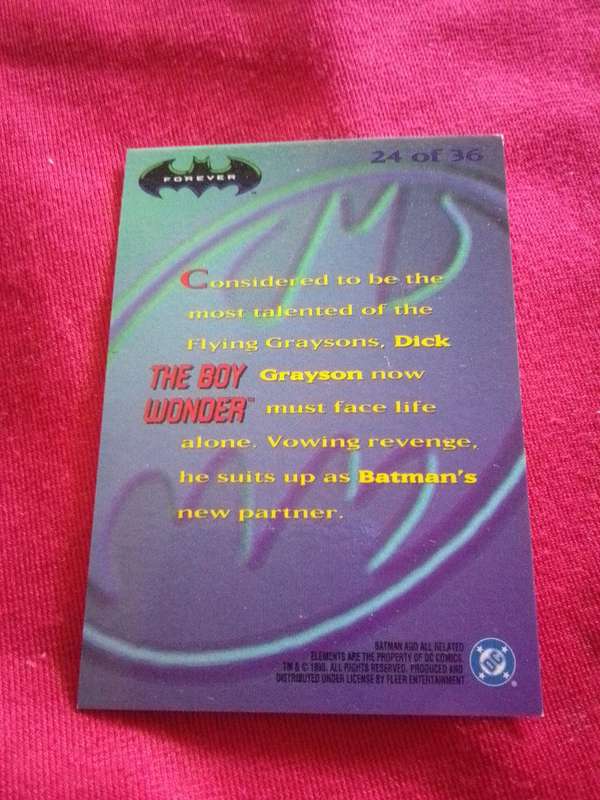 FOREVER
24 of 36
Considered to be the
most talented of the
Flying Graysons, Dick
THE BOY Grayson now
WONDER™ must face life
alone. Vowing revenge,
he suits up as Batman's
new partner.
BATMAN AND ALL RELATED
ELEMENTS ARE THE PROPERTY OF DC COMICS.
TM & © 1995. ALL RIGHTS RESERVED. PRODUCED AND
DISTRIBUTED UNDER LICENSE BY FLEER ENTERTAINMENT
DC